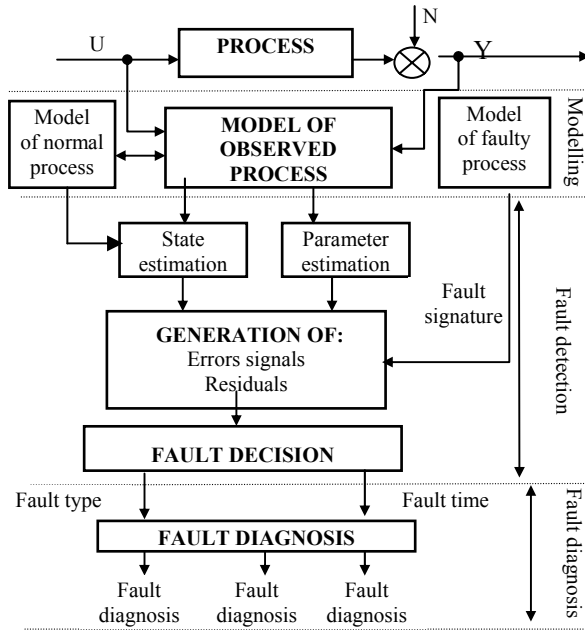 N
U
PROCESS
Y
Model
of normal
process
MODEL OF
OBSERVED
PROCESS
Model
of faulty
process
Modelling
State
estimation
Parameter
estimation
Fault
signature
GENERATION OF:
Errors signals
Residuals
Fault detection
FAULT DECISION
Fault type
Fault time
FAULT DIAGNOSIS
Fault
diagnosis
Fault
diagnosis
Fault
diagnosis
Fault diagnosis